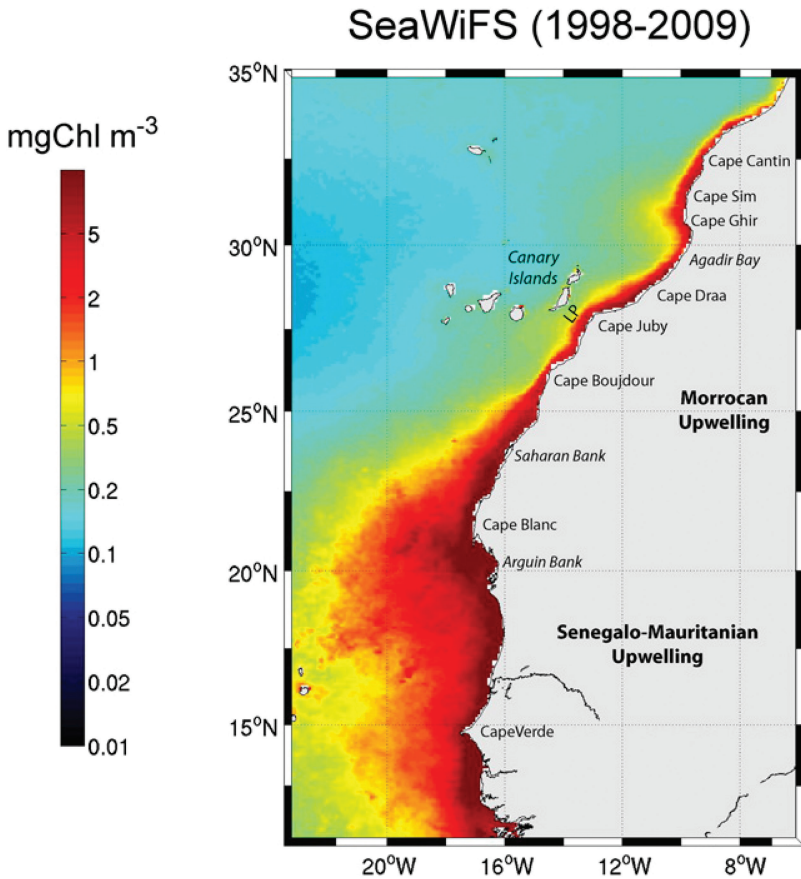 SeaWiFS (1998-2009)
mgChl m-3
5
2
1
0.5
0.2
0.1
0.05
0.02
0.01
35°N
30°N
25°N
20°N
15°N
20°W
16°W
12°W
8°W
Cape Cantin
Cape Sim
Cape Ghir
Agadir Bay
Canary
Islands
Cape Draa
LP
Cape Juby
Cape Boujdour
Morrocan
Upwelling
Saharan Bank
Cape Blanc
Arguin Bank
Senegalo-Mauritanian
Upwelling
CapeVerde